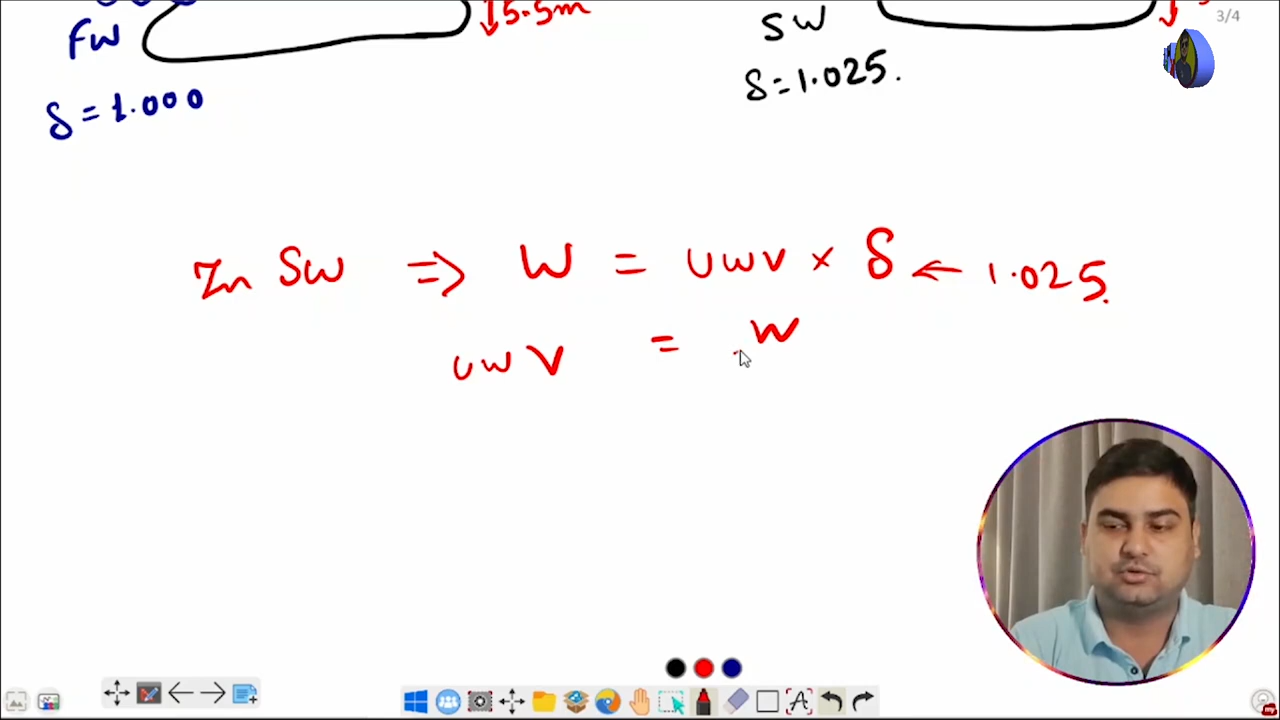 5.5m
3/4
FW
SW
δ = 1.000
δ = 1.025.
In SW ⇒ W = UWV × δ ← 1.025.
UWV = W